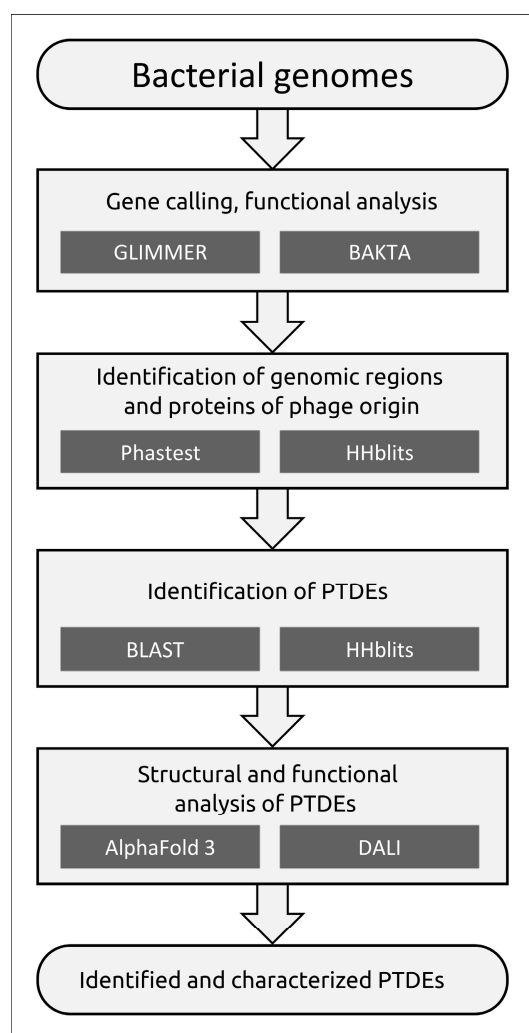 Bacterial genomes
Gene calling, functional analysis
GLIMMER BAKTA
Identification of genomic regions
and proteins of phage origin
Phastest HHblits
Identification of PTDEs
BLAST HHblits
Structural and functional
analysis of PTDEs
AlphaFold 3 DALI
Identified and characterized PTDEs